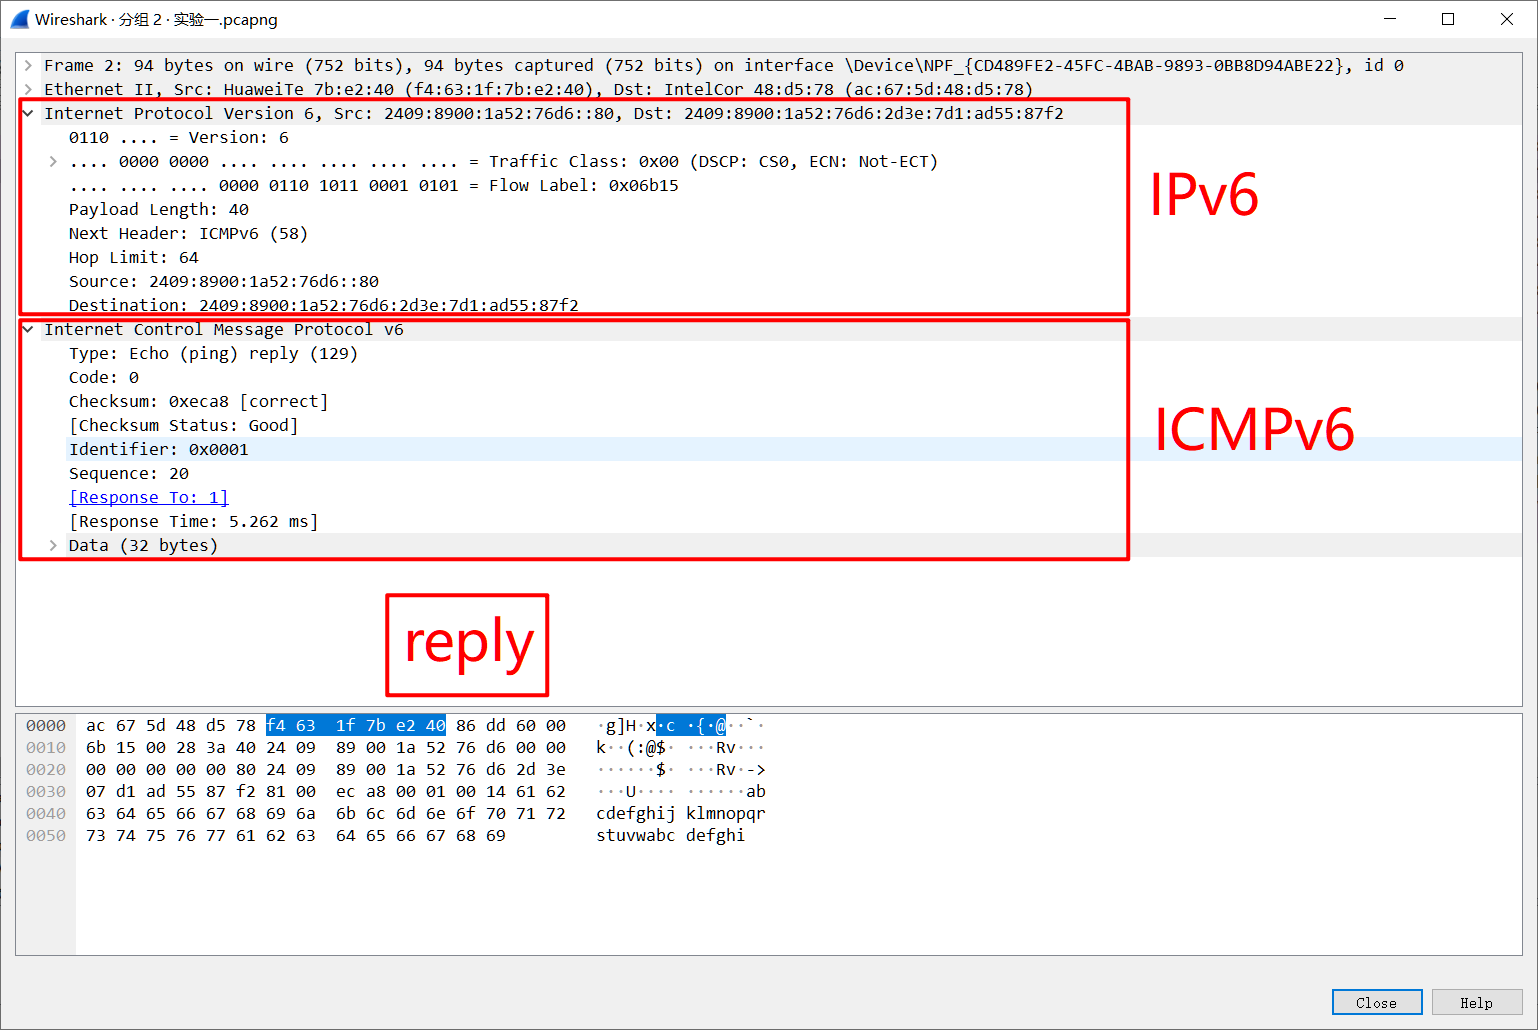 Wireshark · 分组 2 · 实验一.pcapng
Frame 2: 94 bytes on wire (752 bits), 94 bytes captured (752 bits) on interface \Device\NPF_{CD489FE2-45FC-4BAB-9893-0BB8D94ABE22}, id 0
Ethernet II, Src: HuaweiTe_7b:e2:40 (f4:63:1f:7b:e2:40), Dst: IntelCor_48:d5:78 (ac:67:5d:48:d5:78)
Internet Protocol Version 6, Src: 2409:8900:1a52:76d6::80, Dst: 2409:8900:1a52:76d6:2d3e:7d1:ad55:87f2
0110 .... = Version: 6
.... 0000 0000 .... .... .... .... .... = Traffic Class: 0x00 (DSCP: CS0, ECN: Not-ECT)
.... .... .... 0000 0110 1011 0001 0101 = Flow Label: 0x06b15
Payload Length: 40
Next Header: ICMPv6 (58)
Hop Limit: 64
Source: 2409:8900:1a52:76d6::80
Destination: 2409:8900:1a52:76d6:2d3e:7d1:ad55:87f2
IPv6
Internet Control Message Protocol v6
Type: Echo (ping) reply (129)
Code: 0
Checksum: 0xeca8 [correct]
[Checksum Status: Good]
Identifier: 0x0001
Sequence: 20
[Response To: 1]
[Response Time: 5.262 ms]
Data (32 bytes)
ICMPv6
reply
0000 ac 67 5d 48 d5 78 f4 63 1f 7b e2 40 86 dd 60 00 ·g]H·x·c ·{·@··`·
0010 6b 15 00 28 3a 40 24 09 89 00 1a 52 76 d6 00 00 k··(:@$· ···Rv···
0020 00 00 00 00 00 80 24 09 89 00 1a 52 76 d6 2d 3e ······$· ···Rv·->
0030 07 d1 ad 55 87 f2 81 00 ec a8 00 01 00 14 61 62 ···U···· ······ab
0040 63 64 65 66 67 68 69 6a 6b 6c 6d 6e 6f 70 71 72 cdefghij klmnopqr
0050 73 74 75 76 77 61 62 63 64 65 66 67 68 69 stuvwabc defghi
Close Help